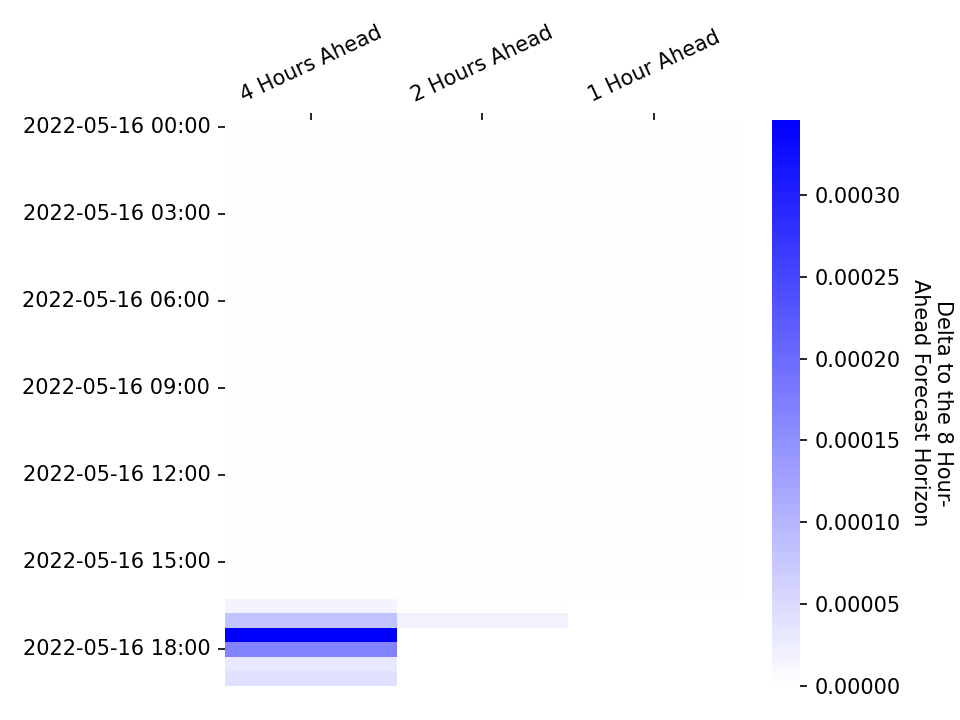 4 Hours Ahead
2 Hours Ahead
1 Hour Ahead
2022-05-16 00:00
2022-05-16 03:00
2022-05-16 06:00
2022-05-16 09:00
2022-05-16 12:00
2022-05-16 15:00
2022-05-16 18:00
0.00030
0.00025
0.00020
0.00015
0.00010
0.00005
0.00000
Delta to the 8 Hour-
Ahead Forecast Horizon